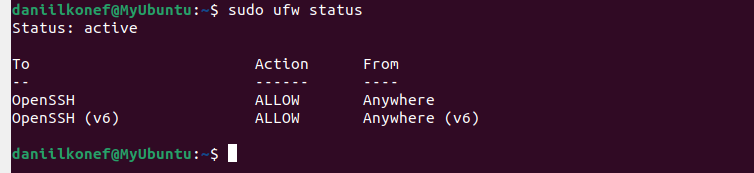 daniilkonef@MyUbuntu:~$ sudo ufw status
Status: active

To                         Action      From
--                         ------      ----
OpenSSH                    ALLOW       Anywhere
OpenSSH (v6)               ALLOW       Anywhere (v6)

daniilkonef@MyUbuntu:~$